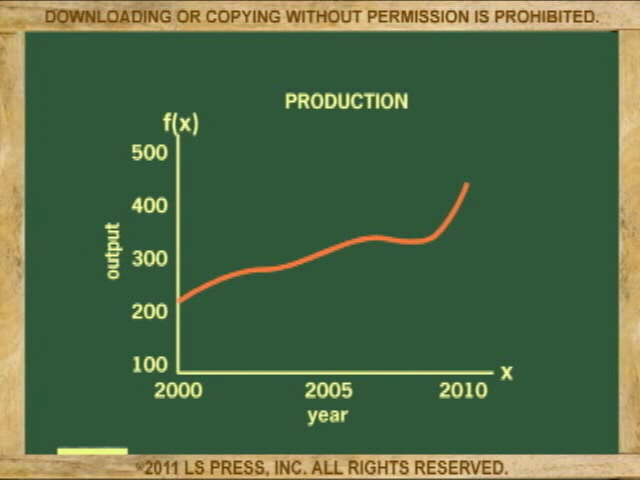 DOWNLOADING OR COPYING WITHOUT PERMISSION IS PROHIBITED.
PRODUCTION
f(x)
500
400
300
200
100
output
x
2000 2005 2010
year
©2011 LS PRESS, INC. ALL RIGHTS RESERVED.